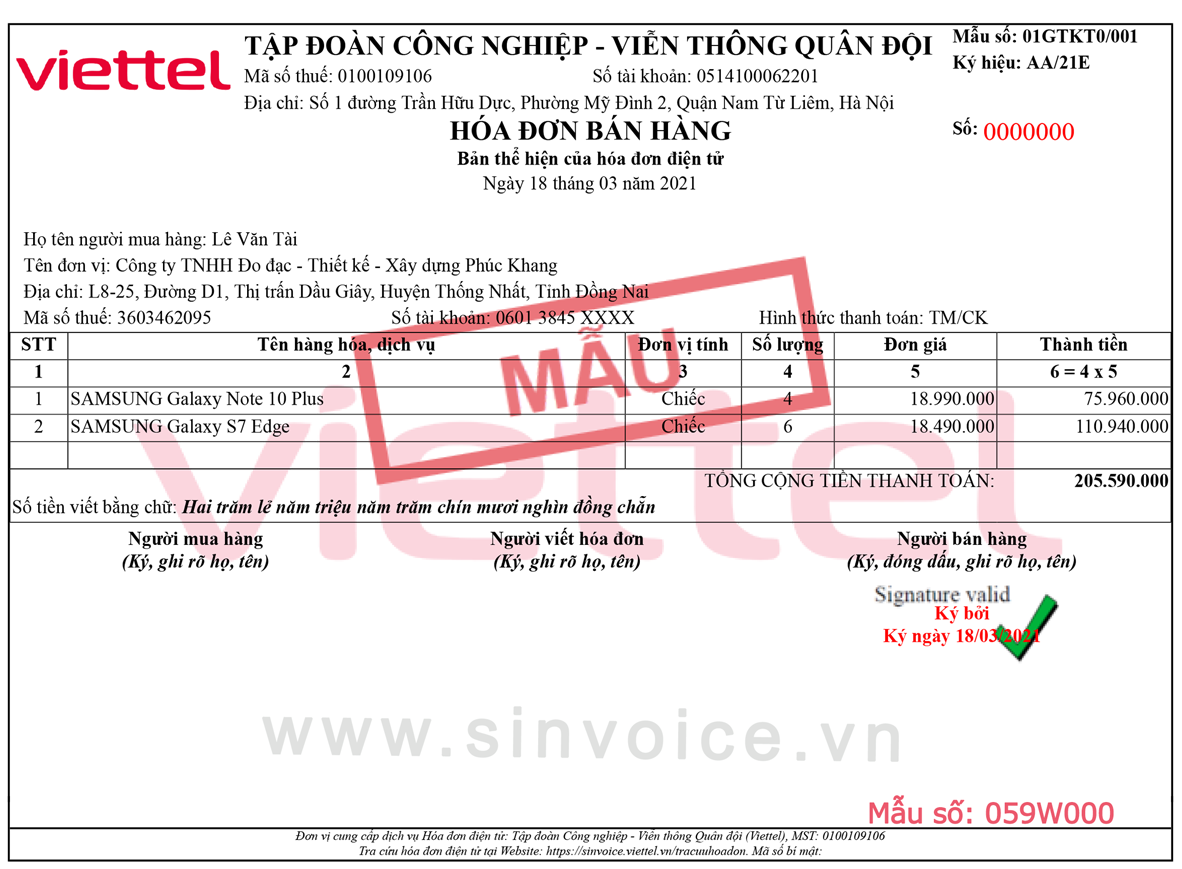 viettel
TẬP ĐOÀN CÔNG NGHIỆP - VIỄN THÔNG QUÂN ĐỘI
Mẫu số: 01GTKT0/001
Mã số thuế: 0100109106 Số tài khoản: 0514100062201
Ký hiệu: AA/21E
Địa chỉ: Số 1 đường Trần Hữu Dực, Phường Mỹ Đình 2, Quận Nam Từ Liêm, Hà Nội
HÓA ĐƠN BÁN HÀNG
Số: 0000000
Bản thể hiện của hóa đơn điện tử
Ngày 18 tháng 03 năm 2021
Họ tên người mua hàng: Lê Văn Tài
Tên đơn vị: Công ty TNHH Đo đạc - Thiết kế - Xây dựng Phúc Khang
Địa chỉ: L8-25, Đường D1, Thị trấn Dầu Giây, Huyện Thống Nhất, Tỉnh Đồng Nai
Mã số thuế: 3603462095 Số tài khoản: 0601 3845 XXXX Hình thức thanh toán: TM/CK
STT Tên hàng hóa, dịch vụ Đơn vị tính Số lượng Đơn giá Thành tiền
1 2 3 4 5 6 = 4 x 5
1 SAMSUNG Galaxy Note 10 Plus Chiếc 4 18.990.000 75.960.000
2 SAMSUNG Galaxy S7 Edge Chiếc 6 18.490.000 110.940.000
MẪU
viettel
TỔNG CỘNG TIỀN THANH TOÁN: 205.590.000
Số tiền viết bằng chữ: Hai trăm lẻ năm triệu năm trăm chín mươi nghìn đồng chẵn
Người mua hàng Người viết hóa đơn Người bán hàng
(Ký, ghi rõ họ, tên) (Ký, ghi rõ họ, tên) (Ký, đóng dấu, ghi rõ họ, tên)
Signature valid
Ký bởi
Ký ngày 18/03/2021
www.sinvoice.vn
Mẫu số: 059W000
Đơn vị cung cấp dịch vụ Hóa đơn điện tử: Tập đoàn Công nghiệp - Viễn thông Quân đội (Viettel), MST: 0100109106
Tra cứu hóa đơn điện tử tại Website: https://sinvoice.viettel.vn/tracuuhoadon. Mã số bí mật: